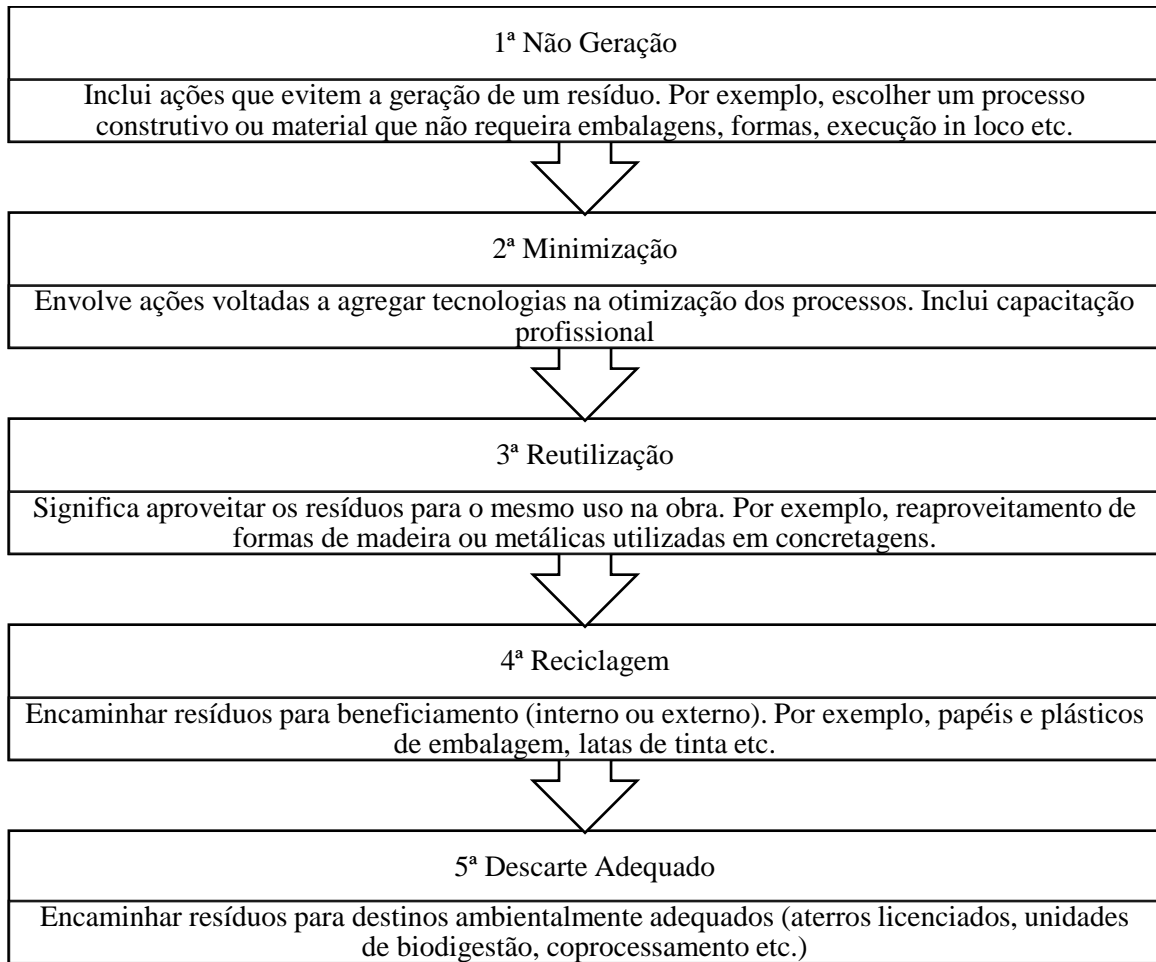 1ª Não Geração
Inclui ações que evitem a geração de um resíduo. Por exemplo, escolher um processo
construtivo ou material que não requeira embalagens, formas, execução in loco etc.
2ª Minimização
Envolve ações voltadas a agregar tecnologias na otimização dos processos. Inclui capacitação
profissional
3ª Reutilização
Significa aproveitar os resíduos para o mesmo uso na obra. Por exemplo, reaproveitamento de
formas de madeira ou metálicas utilizadas em concretagens.
4ª Reciclagem
Encaminhar resíduos para beneficiamento (interno ou externo). Por exemplo, papéis e plásticos
de embalagem, latas de tinta etc.
5ª Descarte Adequado
Encaminhar resíduos para destinos ambientalmente adequados (aterros licenciados, unidades
de biodigestão, coprocessamento etc.)